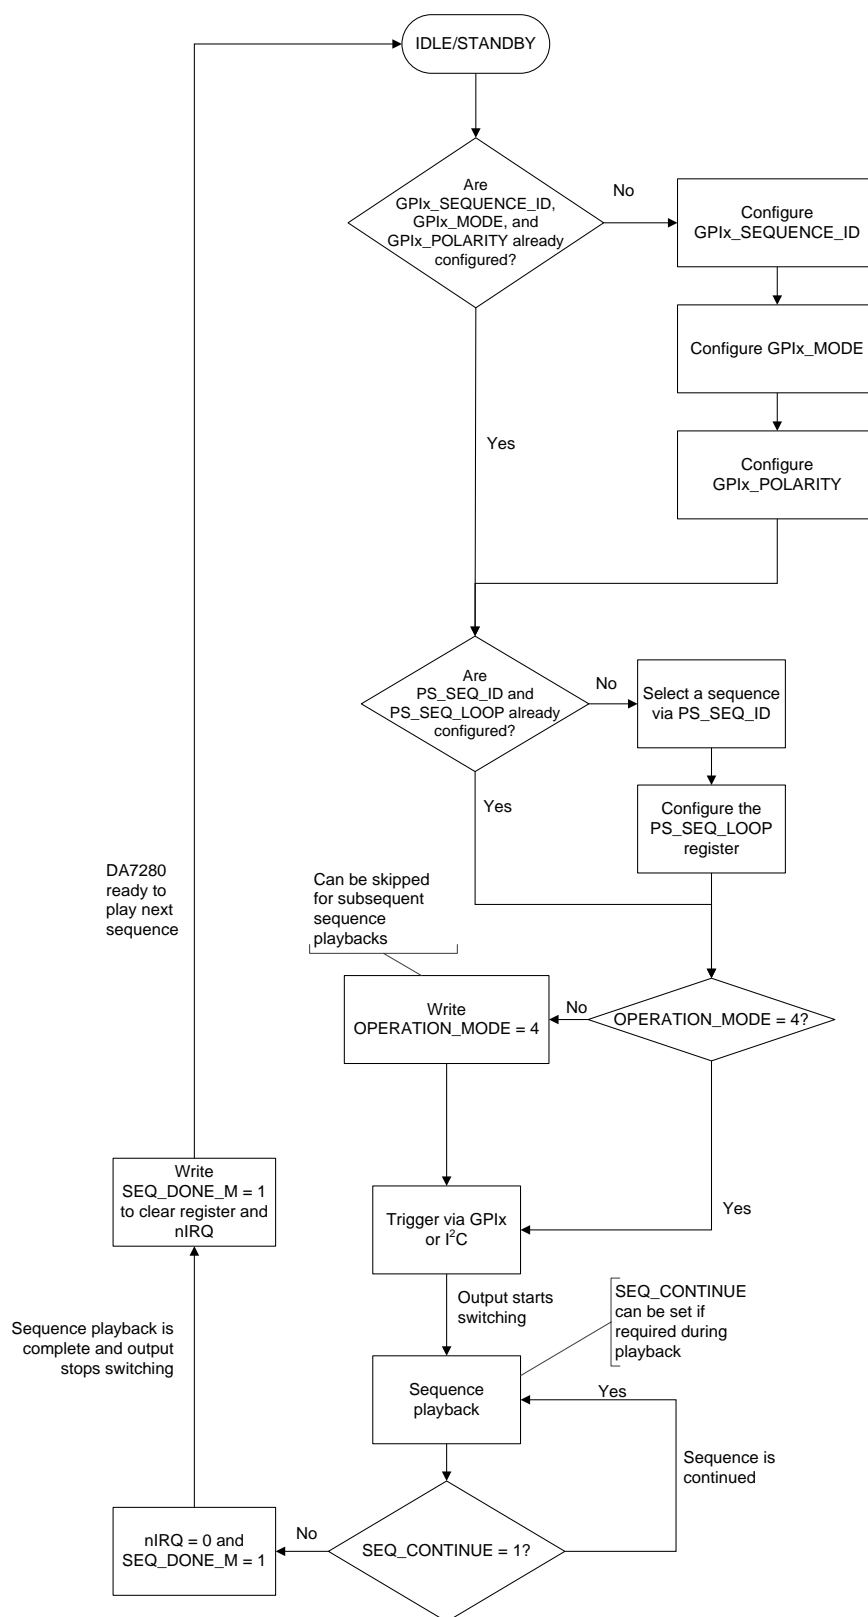 IDLE/STANDBY
Are
GPIx_SEQUENCE_ID,
GPIx_MODE, and
GPIx_POLARITY already
configured?
No
Configure
GPIx_SEQUENCE_ID
Configure GPIx_MODE
Yes
Configure
GPIx_POLARITY
Are
PS_SEQ_ID and
PS_SEQ_LOOP already
configured?
No
Select a sequence
via PS_SEQ_ID
Yes
Configure the
PS_SEQ_LOOP
register
DA7280
ready to
play next
sequence
Can be skipped
for subsequent
sequence
playbacks
Write
OPERATION_MODE = 4
No
OPERATION_MODE = 4?
Write
SEQ_DONE_M = 1
to clear register and
nIRQ
Trigger via GPIx
or I²C
Yes
Output starts
switching
SEQ_CONTINUE
can be set if
required during
playback
Sequence playback is
complete and output
stops switching
Sequence
playback
Yes
Sequence is
continued
nIRQ = 0 and
SEQ_DONE_M = 1
No
SEQ_CONTINUE = 1?